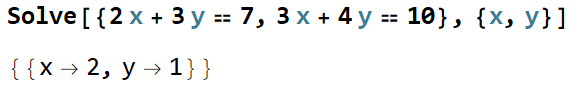 Solve[{2 x + 3 y == 7, 3 x + 4 y == 10}, {x, y}]
{{x → 2, y → 1}}